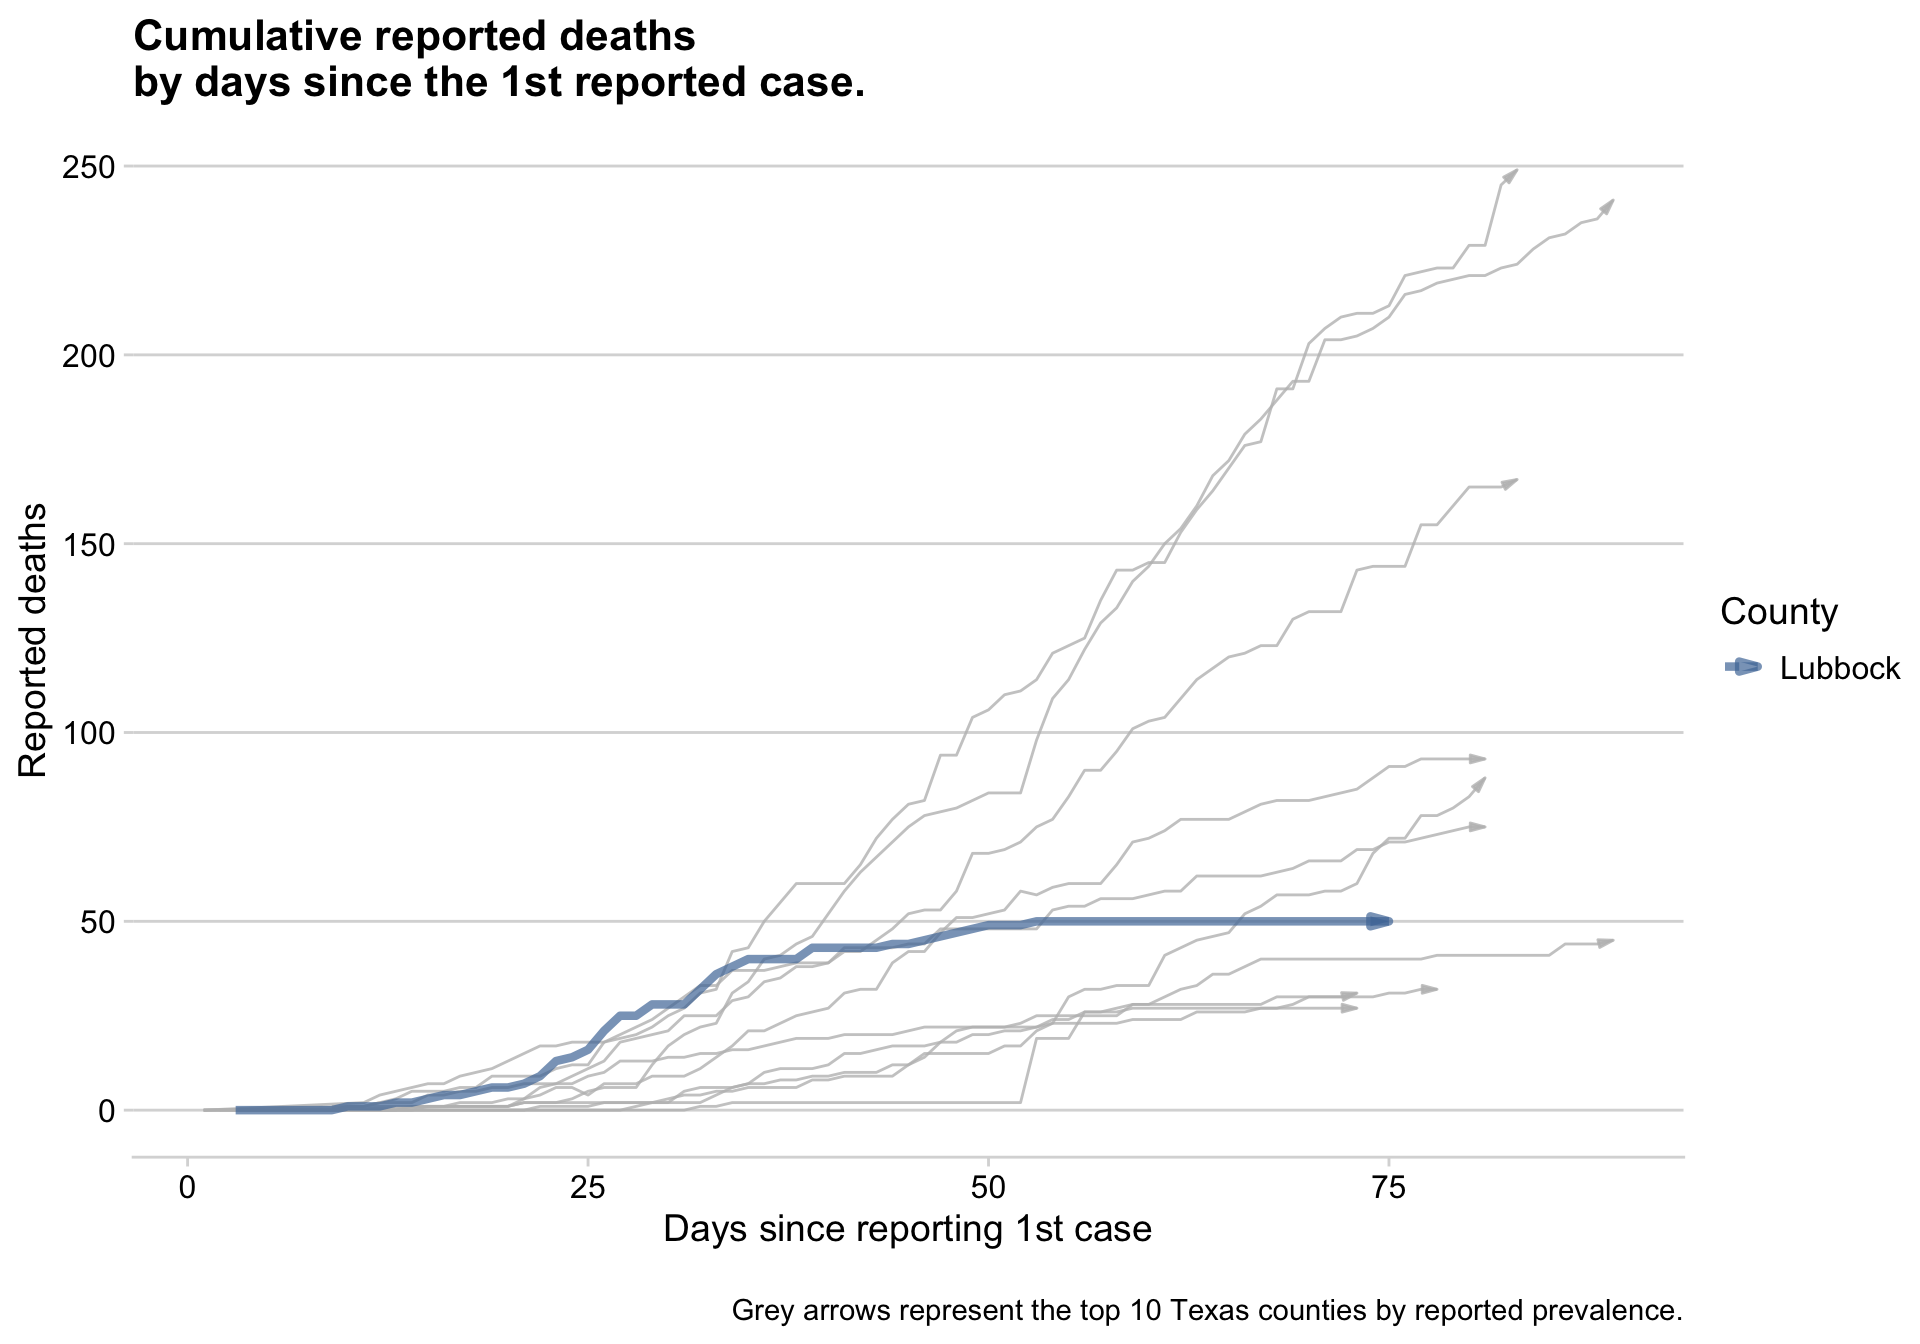 Cumulative reported deaths
by days since the 1st reported case.
250
200
150
100
50
0
Reported deaths
0
25
50
75
Days since reporting 1st case
County
Lubbock
Grey arrows represent the top 10 Texas counties by reported prevalence.